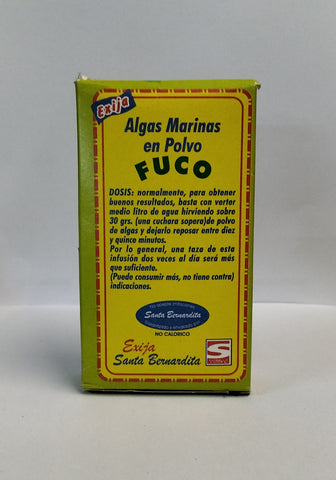 Exija
Algas Marinas
en Polvo
FUCO
DOSIS: normalmente, para obtener
buenos resultados, basta con verter
medio litro de agua hirviendo sobre
30 grs. (una cuchara sopera)de polvo
de algas y dejarlo reposar entre diez
y quince minutos.
Por lo general, una taza de esta
infusión dos veces al día será más
que suficiente.
(Puede consumir más, no tiene contra)
indicaciones.
No acepte imitaciones
Santa Bernardita
NO CALORICO
Exija
Santa Bernardita
S